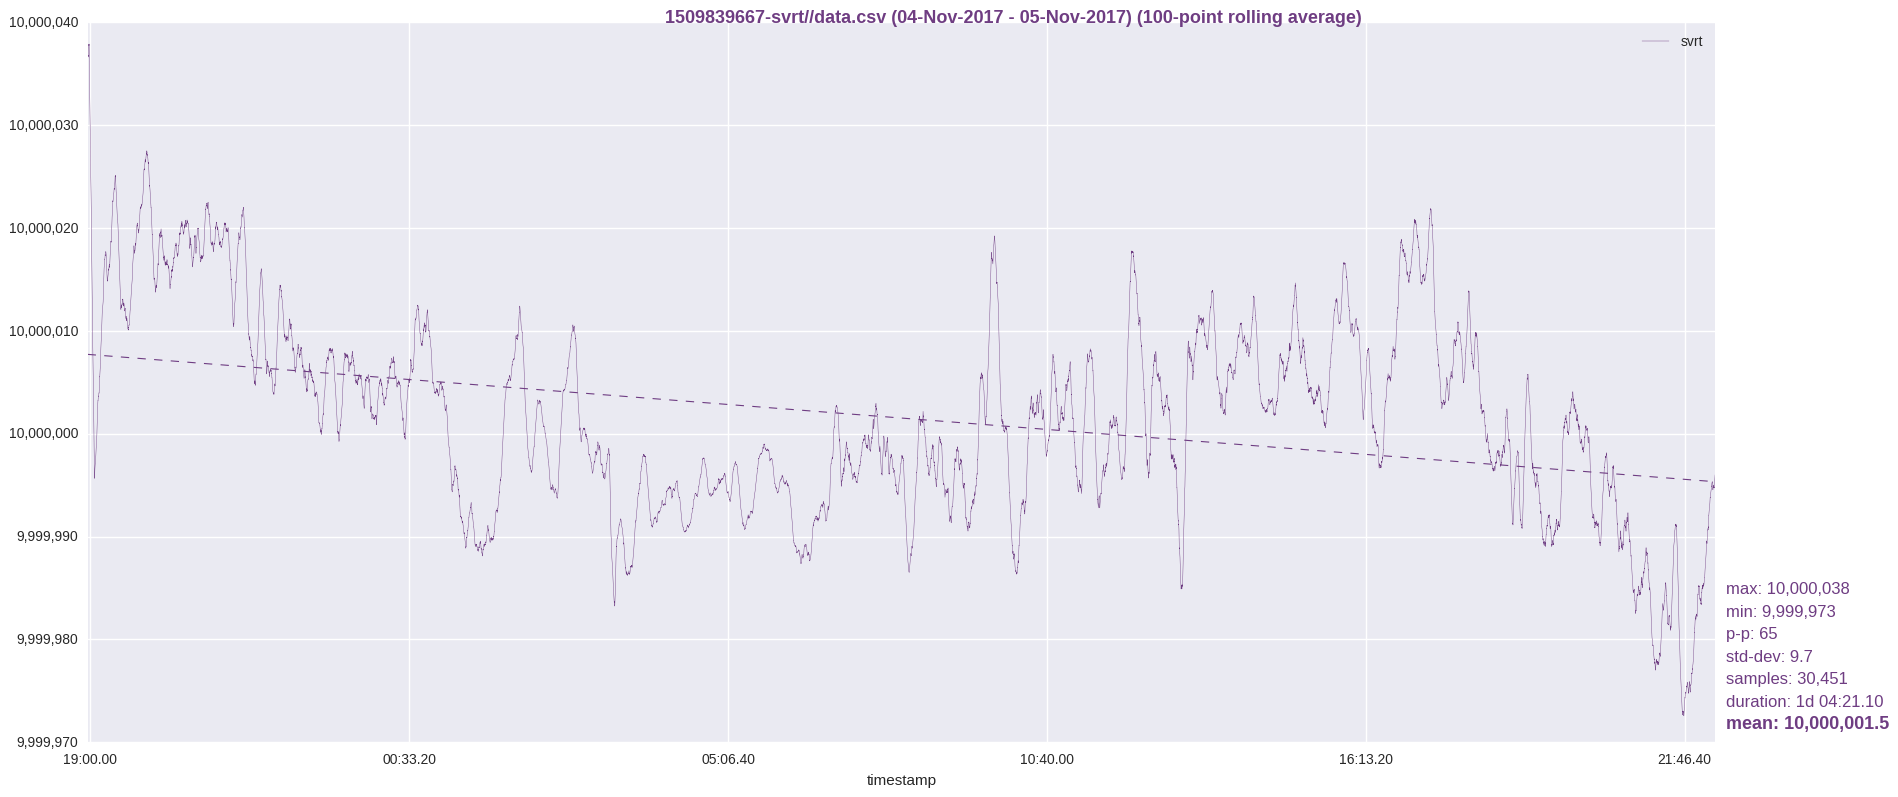 1509839667-svrt//data.csv (04-Nov-2017 - 05-Nov-2017) (100-point rolling average)
svrt
10,000,040
10,000,030
10,000,020
10,000,010
10,000,000
9,999,990
9,999,980
9,999,970
19:00.00 00:33.20 05:06.40 10:40.00 16:13.20 21:46.40
timestamp
max: 10,000,038
min: 9,999,973
p-p: 65
std-dev: 9.7
samples: 30,451
duration: 1d 04:21.10
mean: 10,000,001.5